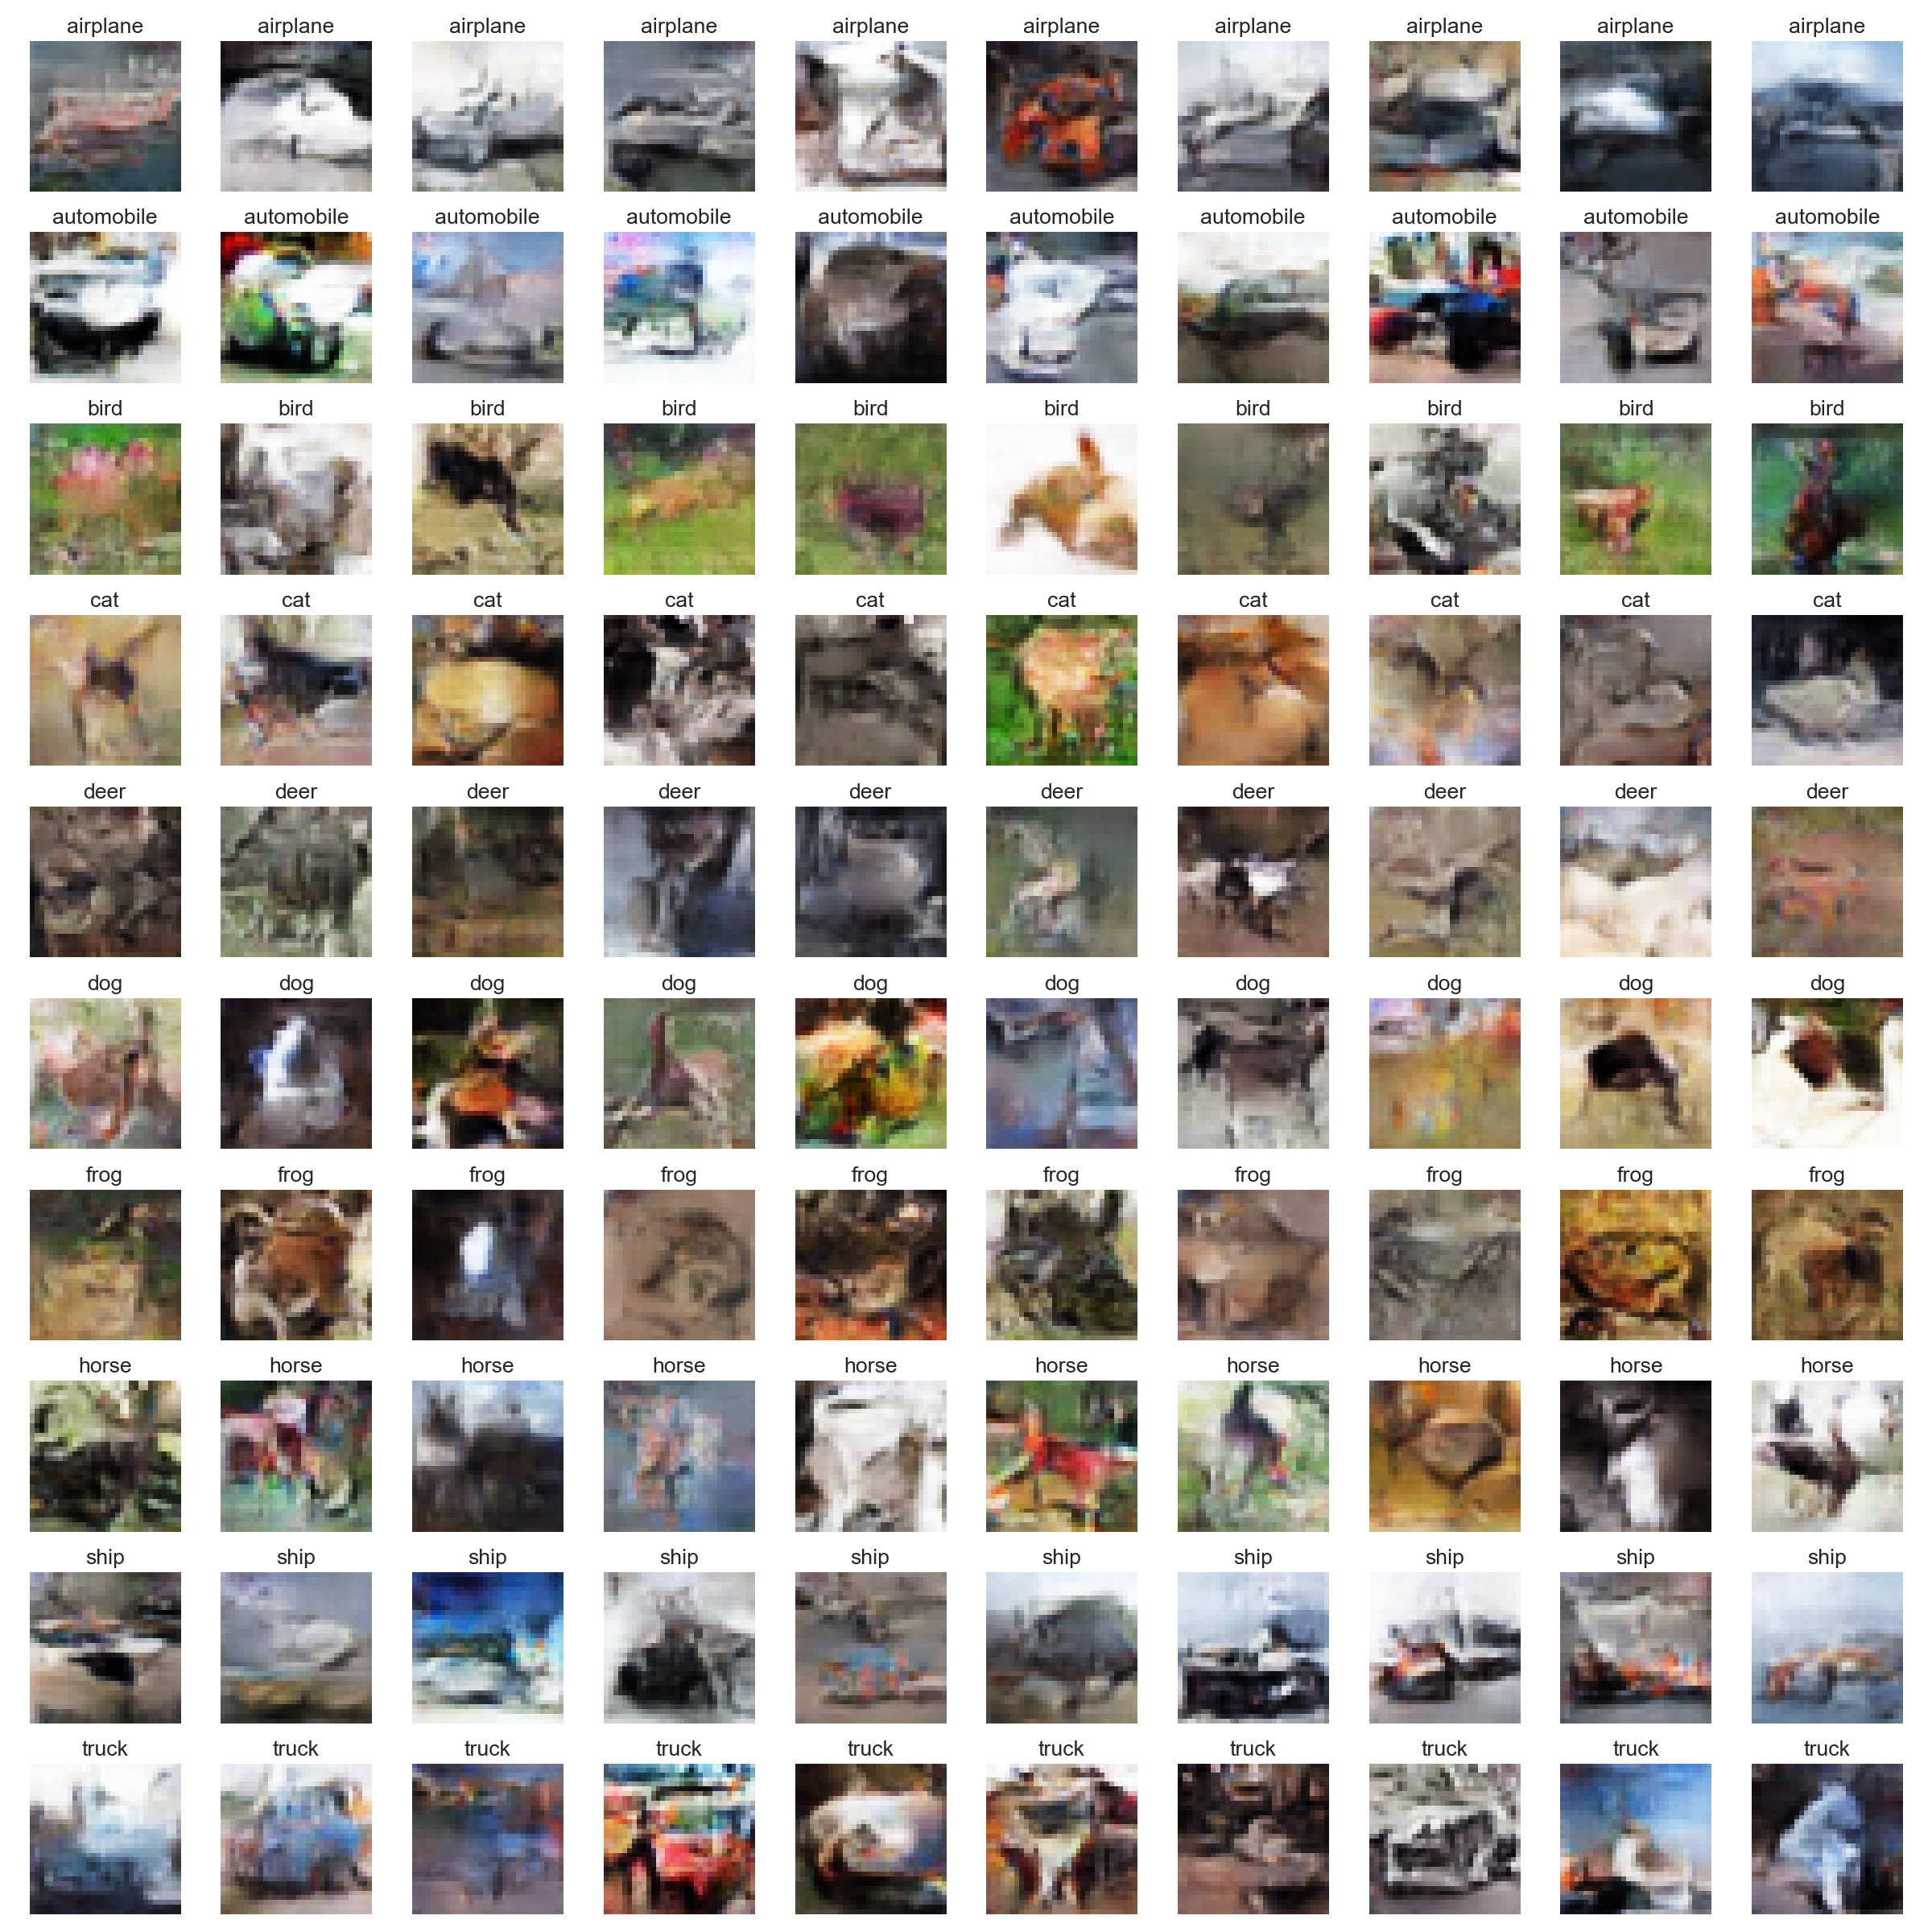 airplane airplane airplane airplane airplane airplane airplane airplane airplane airplane
automobile automobile automobile automobile automobile automobile automobile automobile automobile automobile
bird bird bird bird bird bird bird bird bird bird
cat cat cat cat cat cat cat cat cat cat
deer deer deer deer deer deer deer deer deer deer
dog dog dog dog dog dog dog dog dog dog
frog frog frog frog frog frog frog frog frog frog
horse horse horse horse horse horse horse horse horse horse
ship ship ship ship ship ship ship ship ship ship
truck truck truck truck truck truck truck truck truck truck